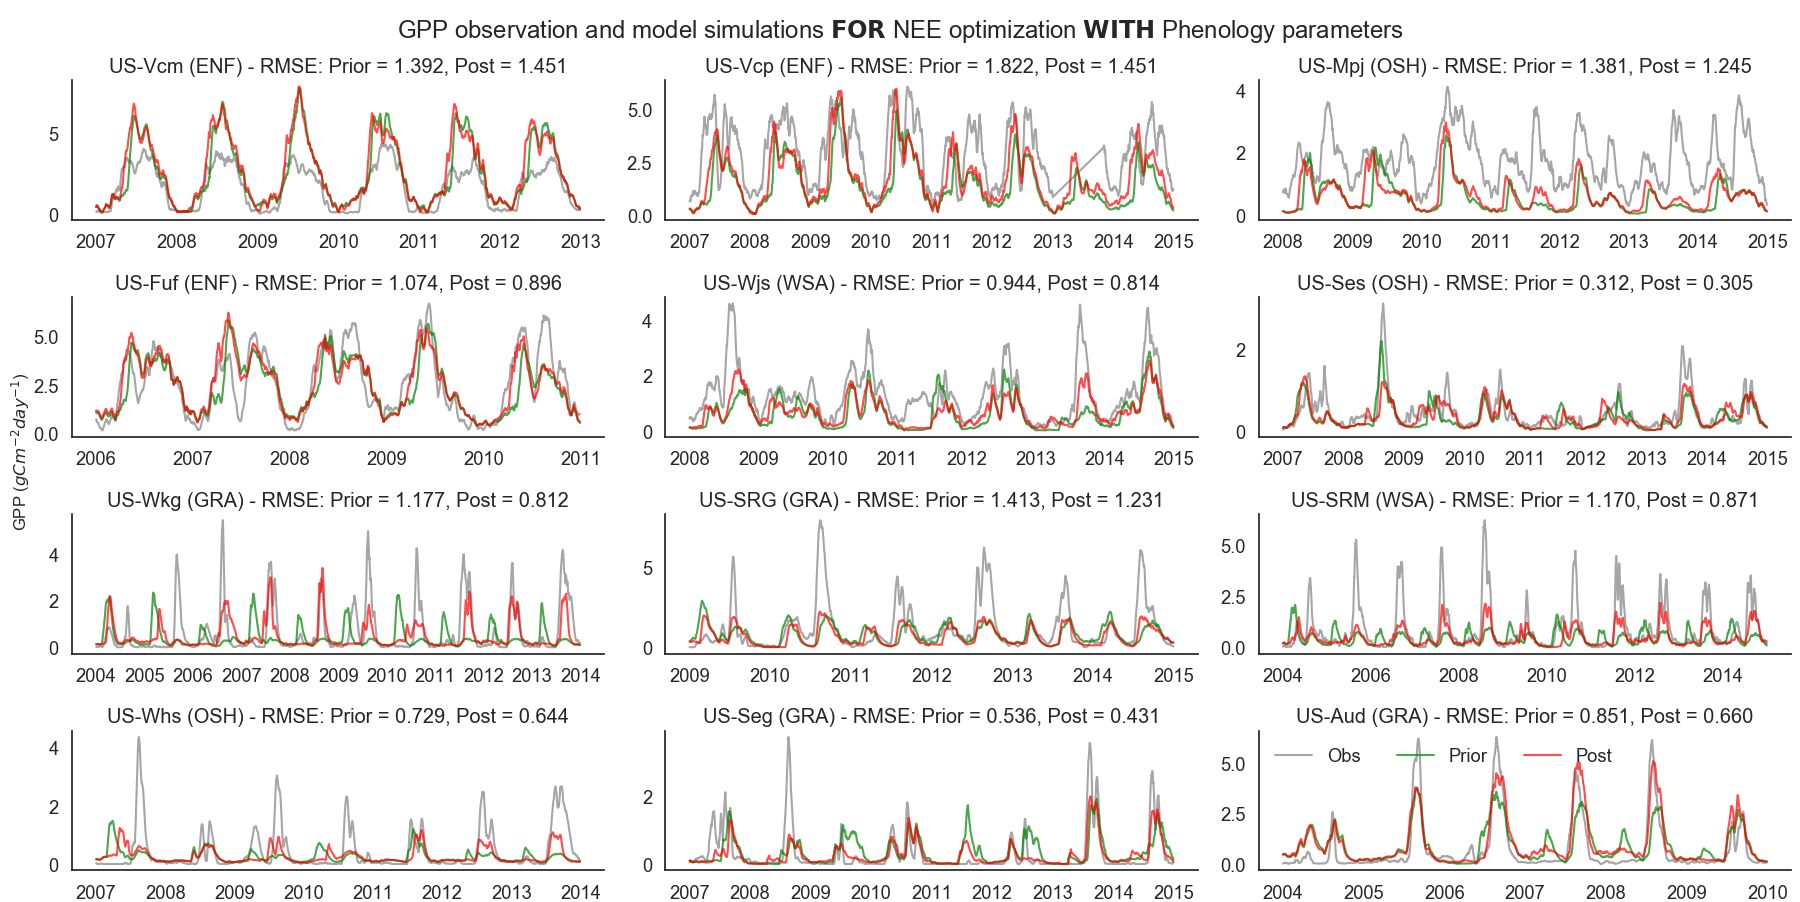 GPP observation and model simulations FOR NEE optimization WITH Phenology parameters
US-Vcm (ENF) - RMSE: Prior = 1.392, Post = 1.451
5
0
2007 2008 2009 2010 2011 2012 2013
US-Vcp (ENF) - RMSE: Prior = 1.822, Post = 1.451
5.0
2.5
0.0
2007 2008 2009 2010 2011 2012 2013 2014 2015
US-Mpj (OSH) - RMSE: Prior = 1.381, Post = 1.245
4
2
0
2008 2009 2010 2011 2012 2013 2014 2015
GPP (gCm⁻²day⁻¹)
US-Fuf (ENF) - RMSE: Prior = 1.074, Post = 0.896
5.0
2.5
0.0
2006 2007 2008 2009 2010 2011
US-Wjs (WSA) - RMSE: Prior = 0.944, Post = 0.814
4
2
0
2008 2009 2010 2011 2012 2013 2014 2015
US-Ses (OSH) - RMSE: Prior = 0.312, Post = 0.305
2
0
2007 2008 2009 2010 2011 2012 2013 2014 2015
US-Wkg (GRA) - RMSE: Prior = 1.177, Post = 0.812
4
2
0
2004 2005 2006 2007 2008 2009 2010 2011 2012 2013 2014
US-SRG (GRA) - RMSE: Prior = 1.413, Post = 1.231
5
0
2009 2010 2011 2012 2013 2014 2015
US-SRM (WSA) - RMSE: Prior = 1.170, Post = 0.871
5.0
2.5
0.0
2004 2006 2008 2010 2012 2014
US-Whs (OSH) - RMSE: Prior = 0.729, Post = 0.644
4
2
0
2007 2008 2009 2010 2011 2012 2013 2014
US-Seg (GRA) - RMSE: Prior = 0.536, Post = 0.431
2
0
2007 2008 2009 2010 2011 2012 2013 2014 2015
US-Aud (GRA) - RMSE: Prior = 0.851, Post = 0.660
Obs Prior Post
5.0
2.5
0.0
2004 2005 2006 2007 2008 2009 2010